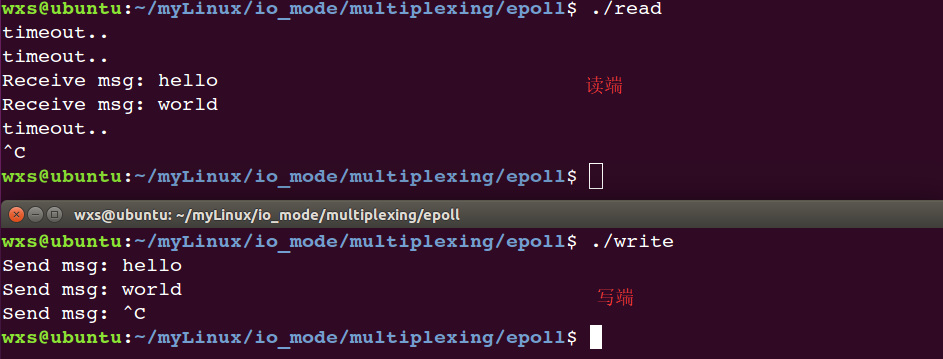 wxs@ubuntu:~/myLinux/io_mode/multiplexing/epoll$ ./read
timeout..
timeout..
Receive msg: hello
读端
Receive msg: world
timeout..
^C
wxs@ubuntu:~/myLinux/io_mode/multiplexing/epoll$
wxs@ubuntu: ~/myLinux/io_mode/multiplexing/epoll
wxs@ubuntu:~/myLinux/io_mode/multiplexing/epoll$ ./write
Send msg: hello
Send msg: world
写端
Send msg: ^C
wxs@ubuntu:~/myLinux/io_mode/multiplexing/epoll$